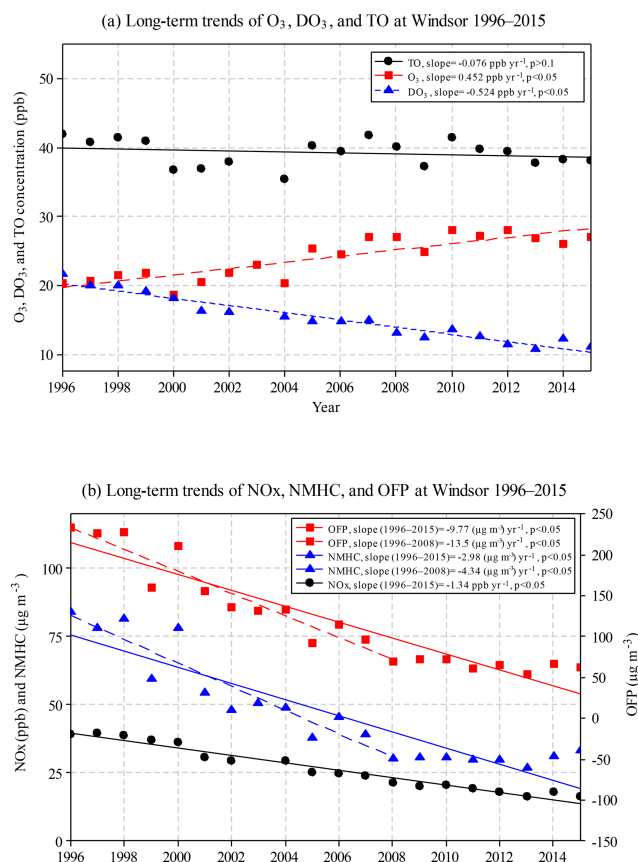 (a) Long-term trends of O₃, DO₃, and TO at Windsor 1996–2015
TO, slope= -0.076 ppb yr⁻¹, p>0.1
O₃, slope= 0.452 ppb yr⁻¹, p<0.05
DO₃, slope= -0.524 ppb yr⁻¹, p<0.05
O₃, DO₃, and TO concentration (ppb)
50
40
30
20
10
1996 1998 2000 2002 2004 2006 2008 2010 2012 2014
Year
(b) Long-term trends of NOx, NMHC, and OFP at Windsor 1996–2015
OFP, slope (1996–2015)= -9.77 (µg m⁻³) yr⁻¹, p<0.05
OFP, slope (1996–2008)= -13.5 (µg m⁻³) yr⁻¹, p<0.05
NMHC, slope (1996–2015)= -2.98 (µg m⁻³) yr⁻¹, p<0.05
NMHC, slope (1996–2008)= -4.34 (µg m⁻³) yr⁻¹, p<0.05
NOx, slope (1996–2015)= -1.34 ppb yr⁻¹, p<0.05
NOx (ppb) and NMHC (µg m⁻³)
100
75
50
25
0
250
200
150
100
50
0
-50
-100
-150
OFP (µg m⁻³)
1996 1998 2000 2002 2004 2006 2008 2010 2012 2014